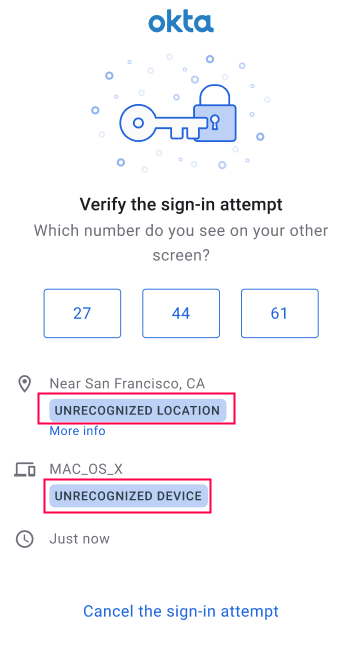 okta
Verify the sign-in attempt
Which number do you see on your other
screen?
27
44
61
Near San Francisco, CA
UNRECOGNIZED LOCATION
More info
MAC_OS_X
UNRECOGNIZED DEVICE
Just now
Cancel the sign-in attempt